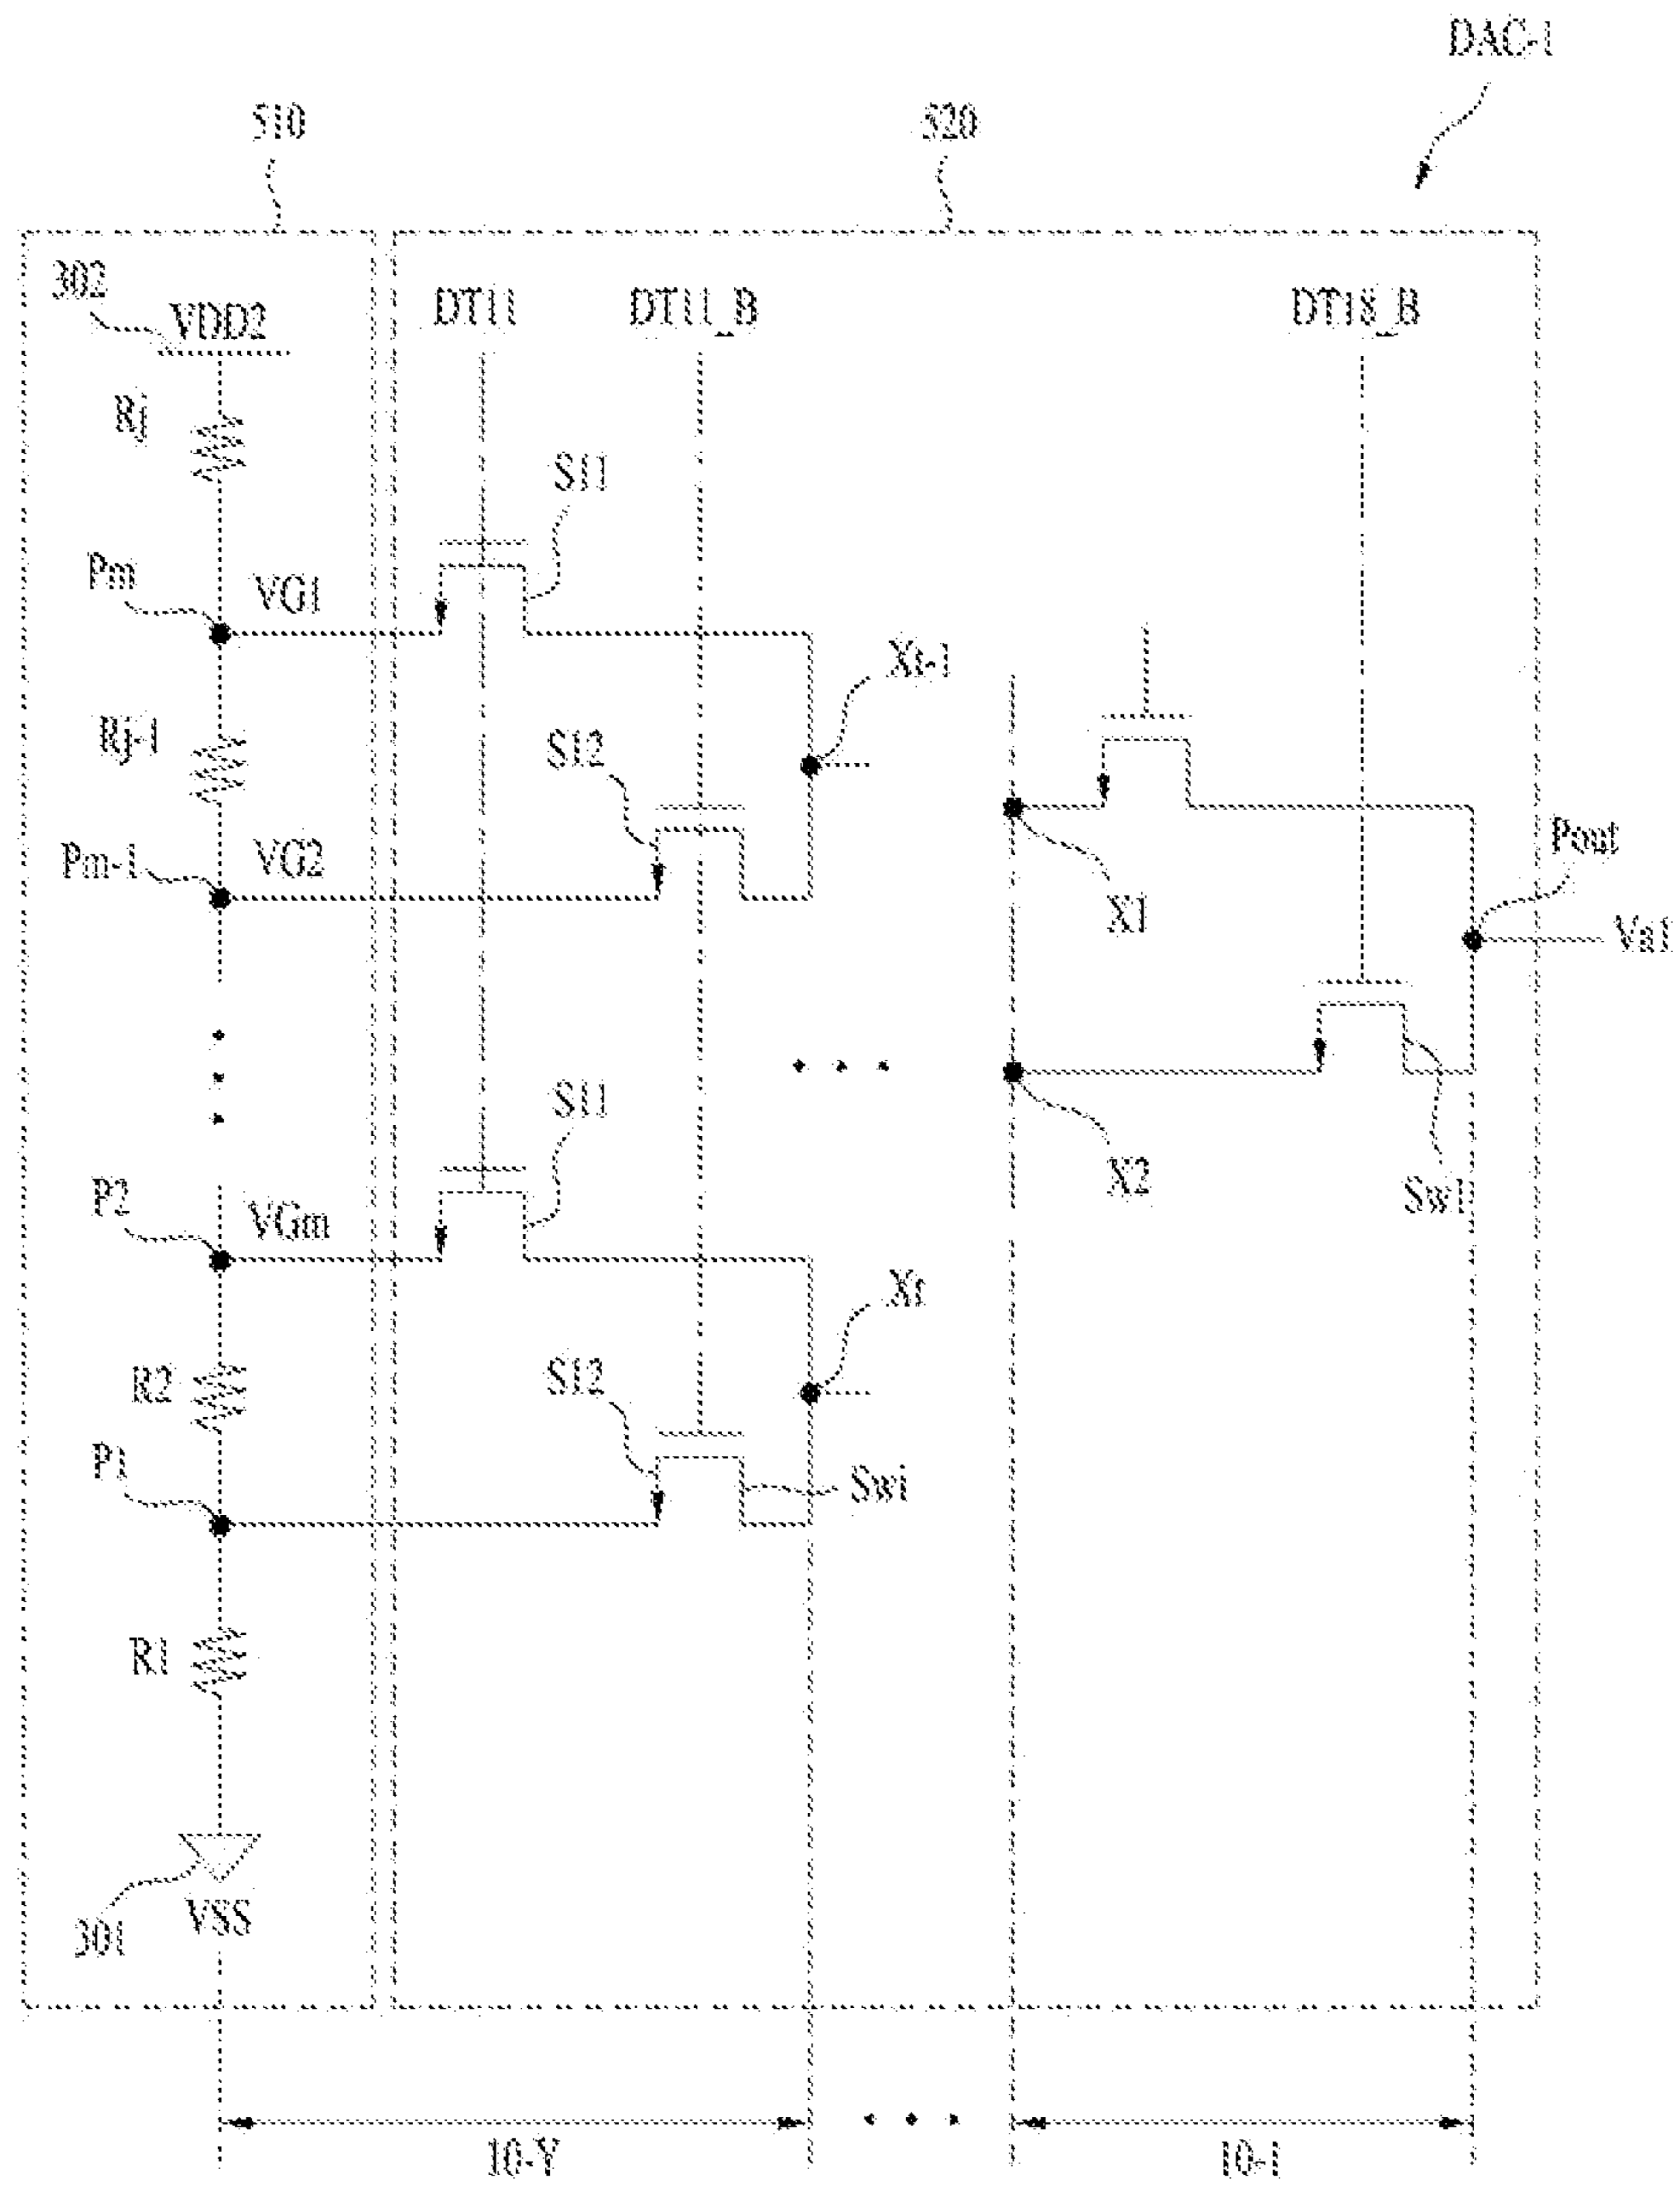 DAC-1
510
520
302
VDD2
DT11
DT11_B
DT18_B
Rj
S11
Pm
VG1
Xt-1
Rj-1
S12
Pm-1
VG2
X1
Pout
Va1
S11
P2
VGm
X2
Sw1
Xt
R2
S12
P1
Swi
R1
301
VSS
10-Y
10-1